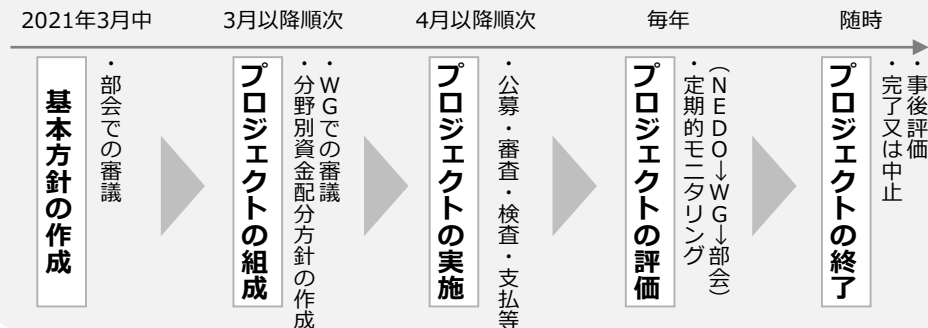 2021年3月中
3月以降順次
4月以降順次
毎年
随時
基本方針の作成
・部会での審議
プロジェクトの組成
・WGでの審議
・分野別資金配分方針の作成
プロジェクトの実施
・公募・審査・検査・支払等
プロジェクトの評価
（NEDO→WG→部会）
・定期的モニタリング
プロジェクトの終了
・事後評価
・完了又は中止